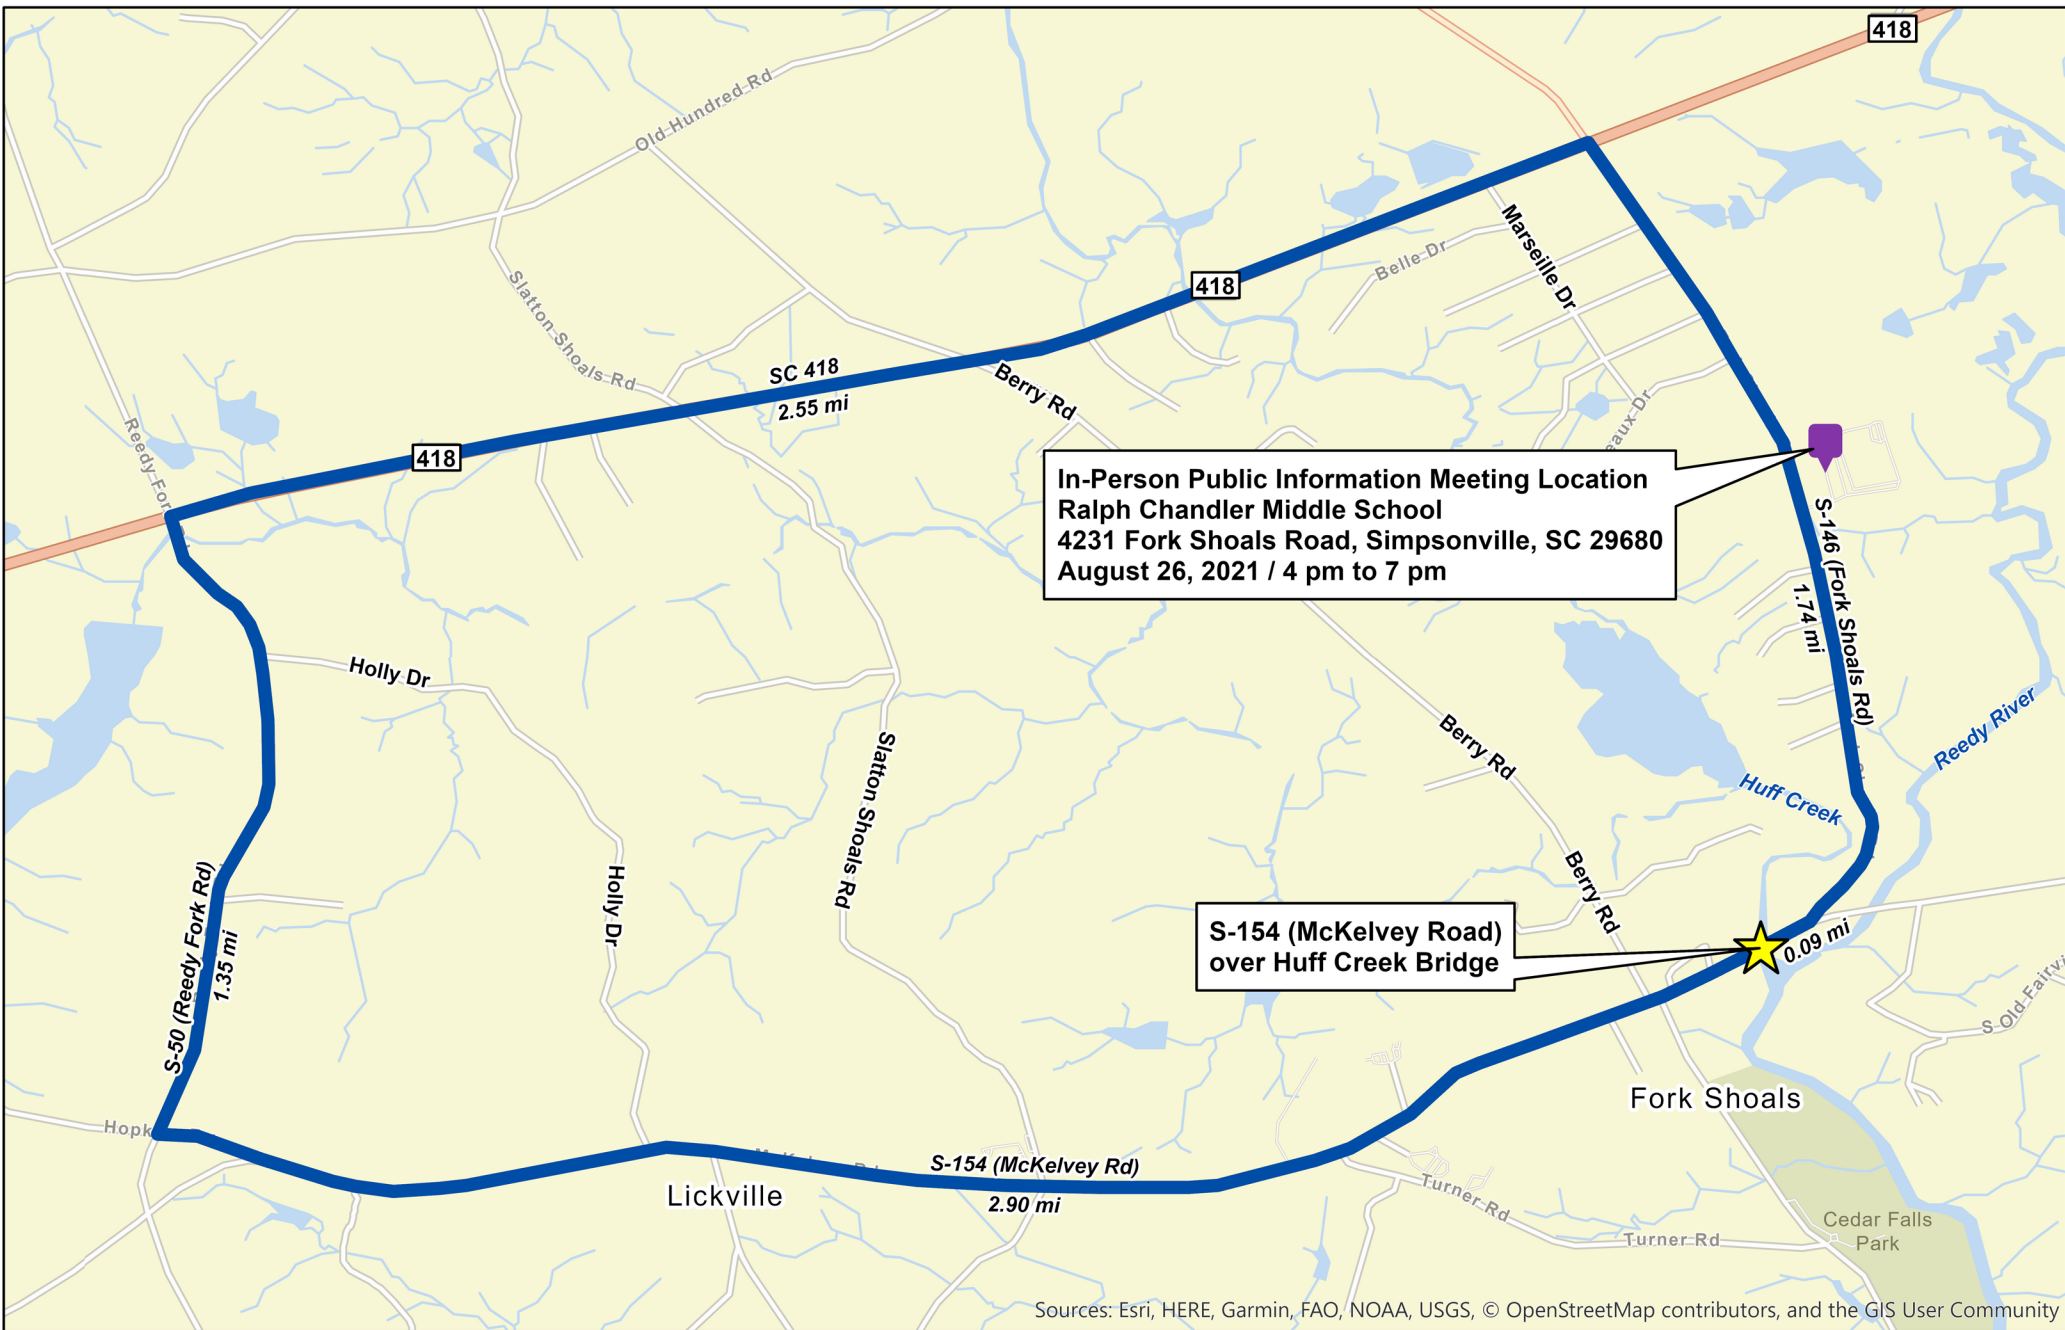 418
Old Hundred Rd
Marseille Dr
Belle Dr
418
Slatton Shoals Rd
SC 418
2.55 mi
Berry Rd
eaux Dr
Reedy For
418
In-Person Public Information Meeting Location
Ralph Chandler Middle School
4231 Fork Shoals Road, Simpsonville, SC 29680
August 26, 2021 / 4 pm to 7 pm
S-146 (Fork Shoals Rd)
1.74 mi
Holly Dr
Reedy River
Berry Rd
Slatton Shoals Rd
Huff Creek
Holly Dr
Berry Rd
S-50 (Reedy Fork Rd)
1.35 mi
S-154 (McKelvey Road)
over Huff Creek Bridge
0.09 mi
S Old Fairvi
Fork Shoals
Hopk
S-154 (McKelvey Rd)
2.90 mi
Lickville
Turner Rd
Turner Rd
Cedar Falls
Park
Sources: Esri, HERE, Garmin, FAO, NOAA, USGS, © OpenStreetMap contributors, and the GIS User Community